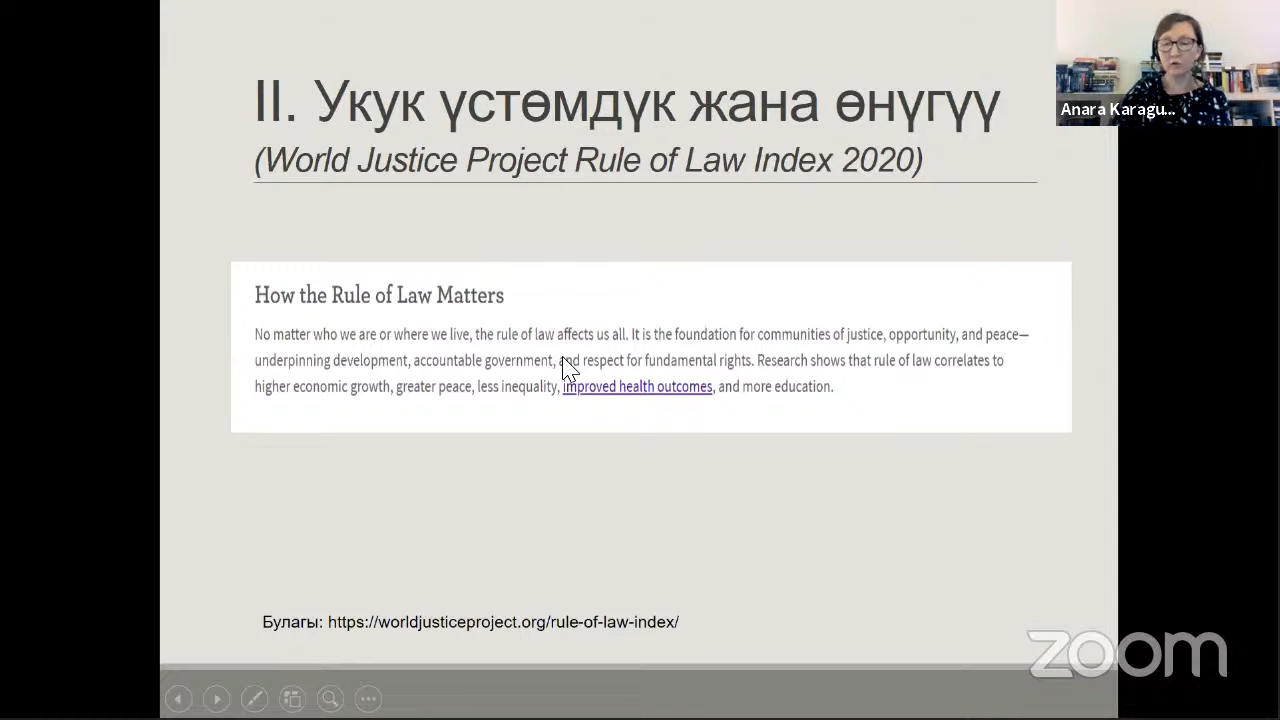 II. Укук үстөмдүк жана өнүгүү
(World Justice Project Rule of Law Index 2020)
Anara Karagu...
How the Rule of Law Matters
No matter who we are or where we live, the rule of law affects us all. It is the foundation for communities of justice, opportunity, and peace—
underpinning development, accountable government, and respect for fundamental rights. Research shows that rule of law correlates to
higher economic growth, greater peace, less inequality, improved health outcomes, and more education.
Булагы: https://worldjusticeproject.org/rule-of-law-index/
zoom